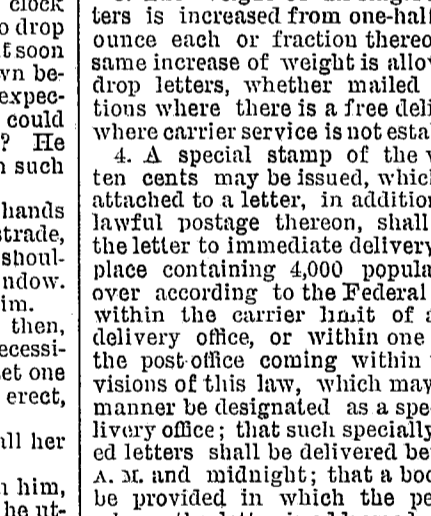 clock
o drop
f soon
wn be-
expec-
could
? He
such
hands
strade,
shoul-
ndow.
im.
then,
ecessi-
et one
erect,
all her
him,
he ut-
ters is increased from one-half
ounce each or fraction thereo
same increase of weight is allo
drop letters, whether mailed
tions where there is a free deli
where carrier service is not esta
4. A special stamp of the
ten cents may be issued, whic
attached to a letter, in addition
lawful postage thereon, shall
the letter to immediate delivery
place containing 4,000 popula
over according to the Federal
within the carrier limit of a
delivery office, or within one
the post-office coming within
visions of this law, which may
manner be designated as a spe
livery office; that such specially
ed letters shall be delivered be
A. M. and midnight; that a boo
be provided in which the pe